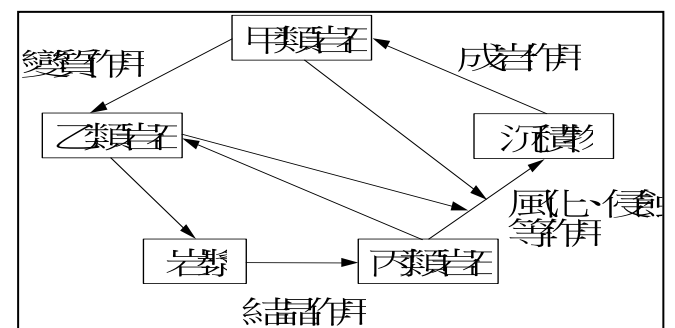 甲類岩石
成岩作用
變質作用
乙類岩石
沉積物
風化、侵蝕
等作用
岩漿
丙類岩石
結晶作用